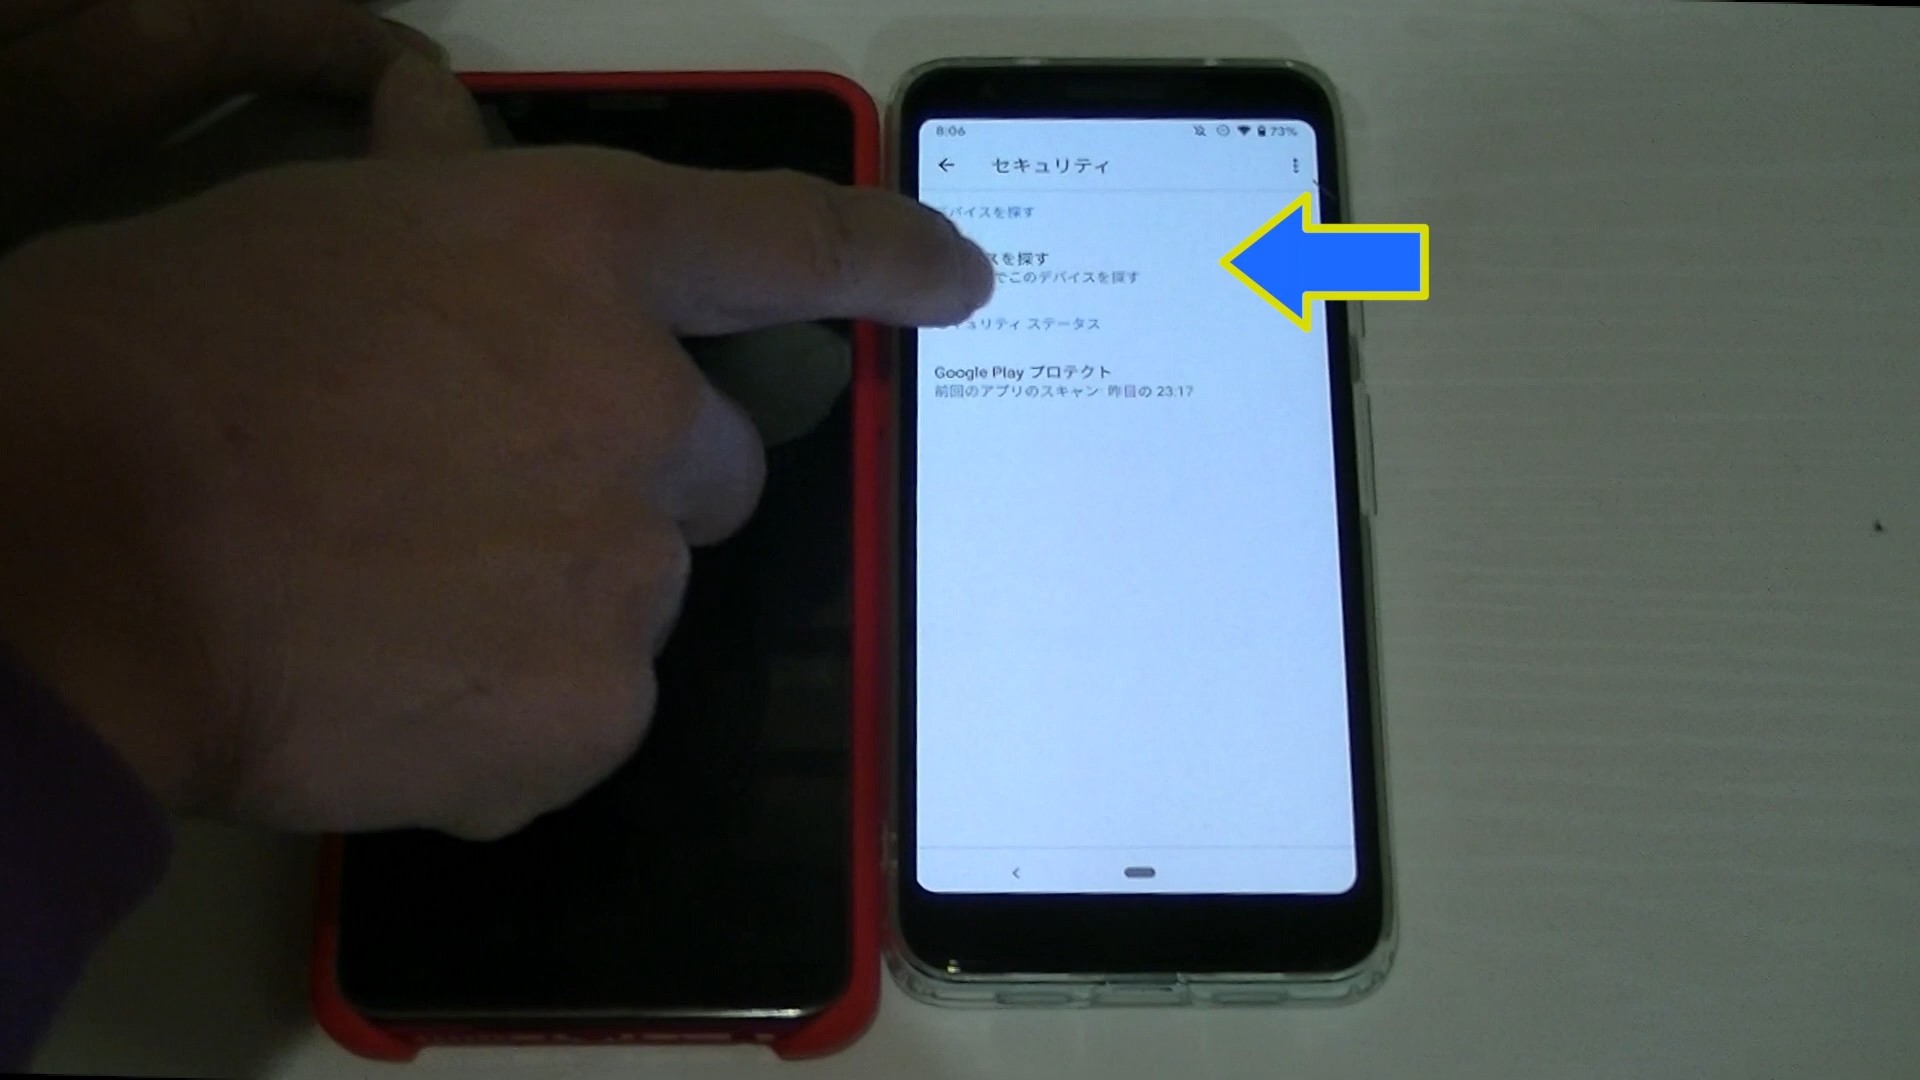 8:06
73%
セキュリティ
バイスを探す
スを探す
でこのデバイスを探す
キュリティ ステータス
Google Play プロテクト
前回のアプリのスキャン: 昨日の 23:17